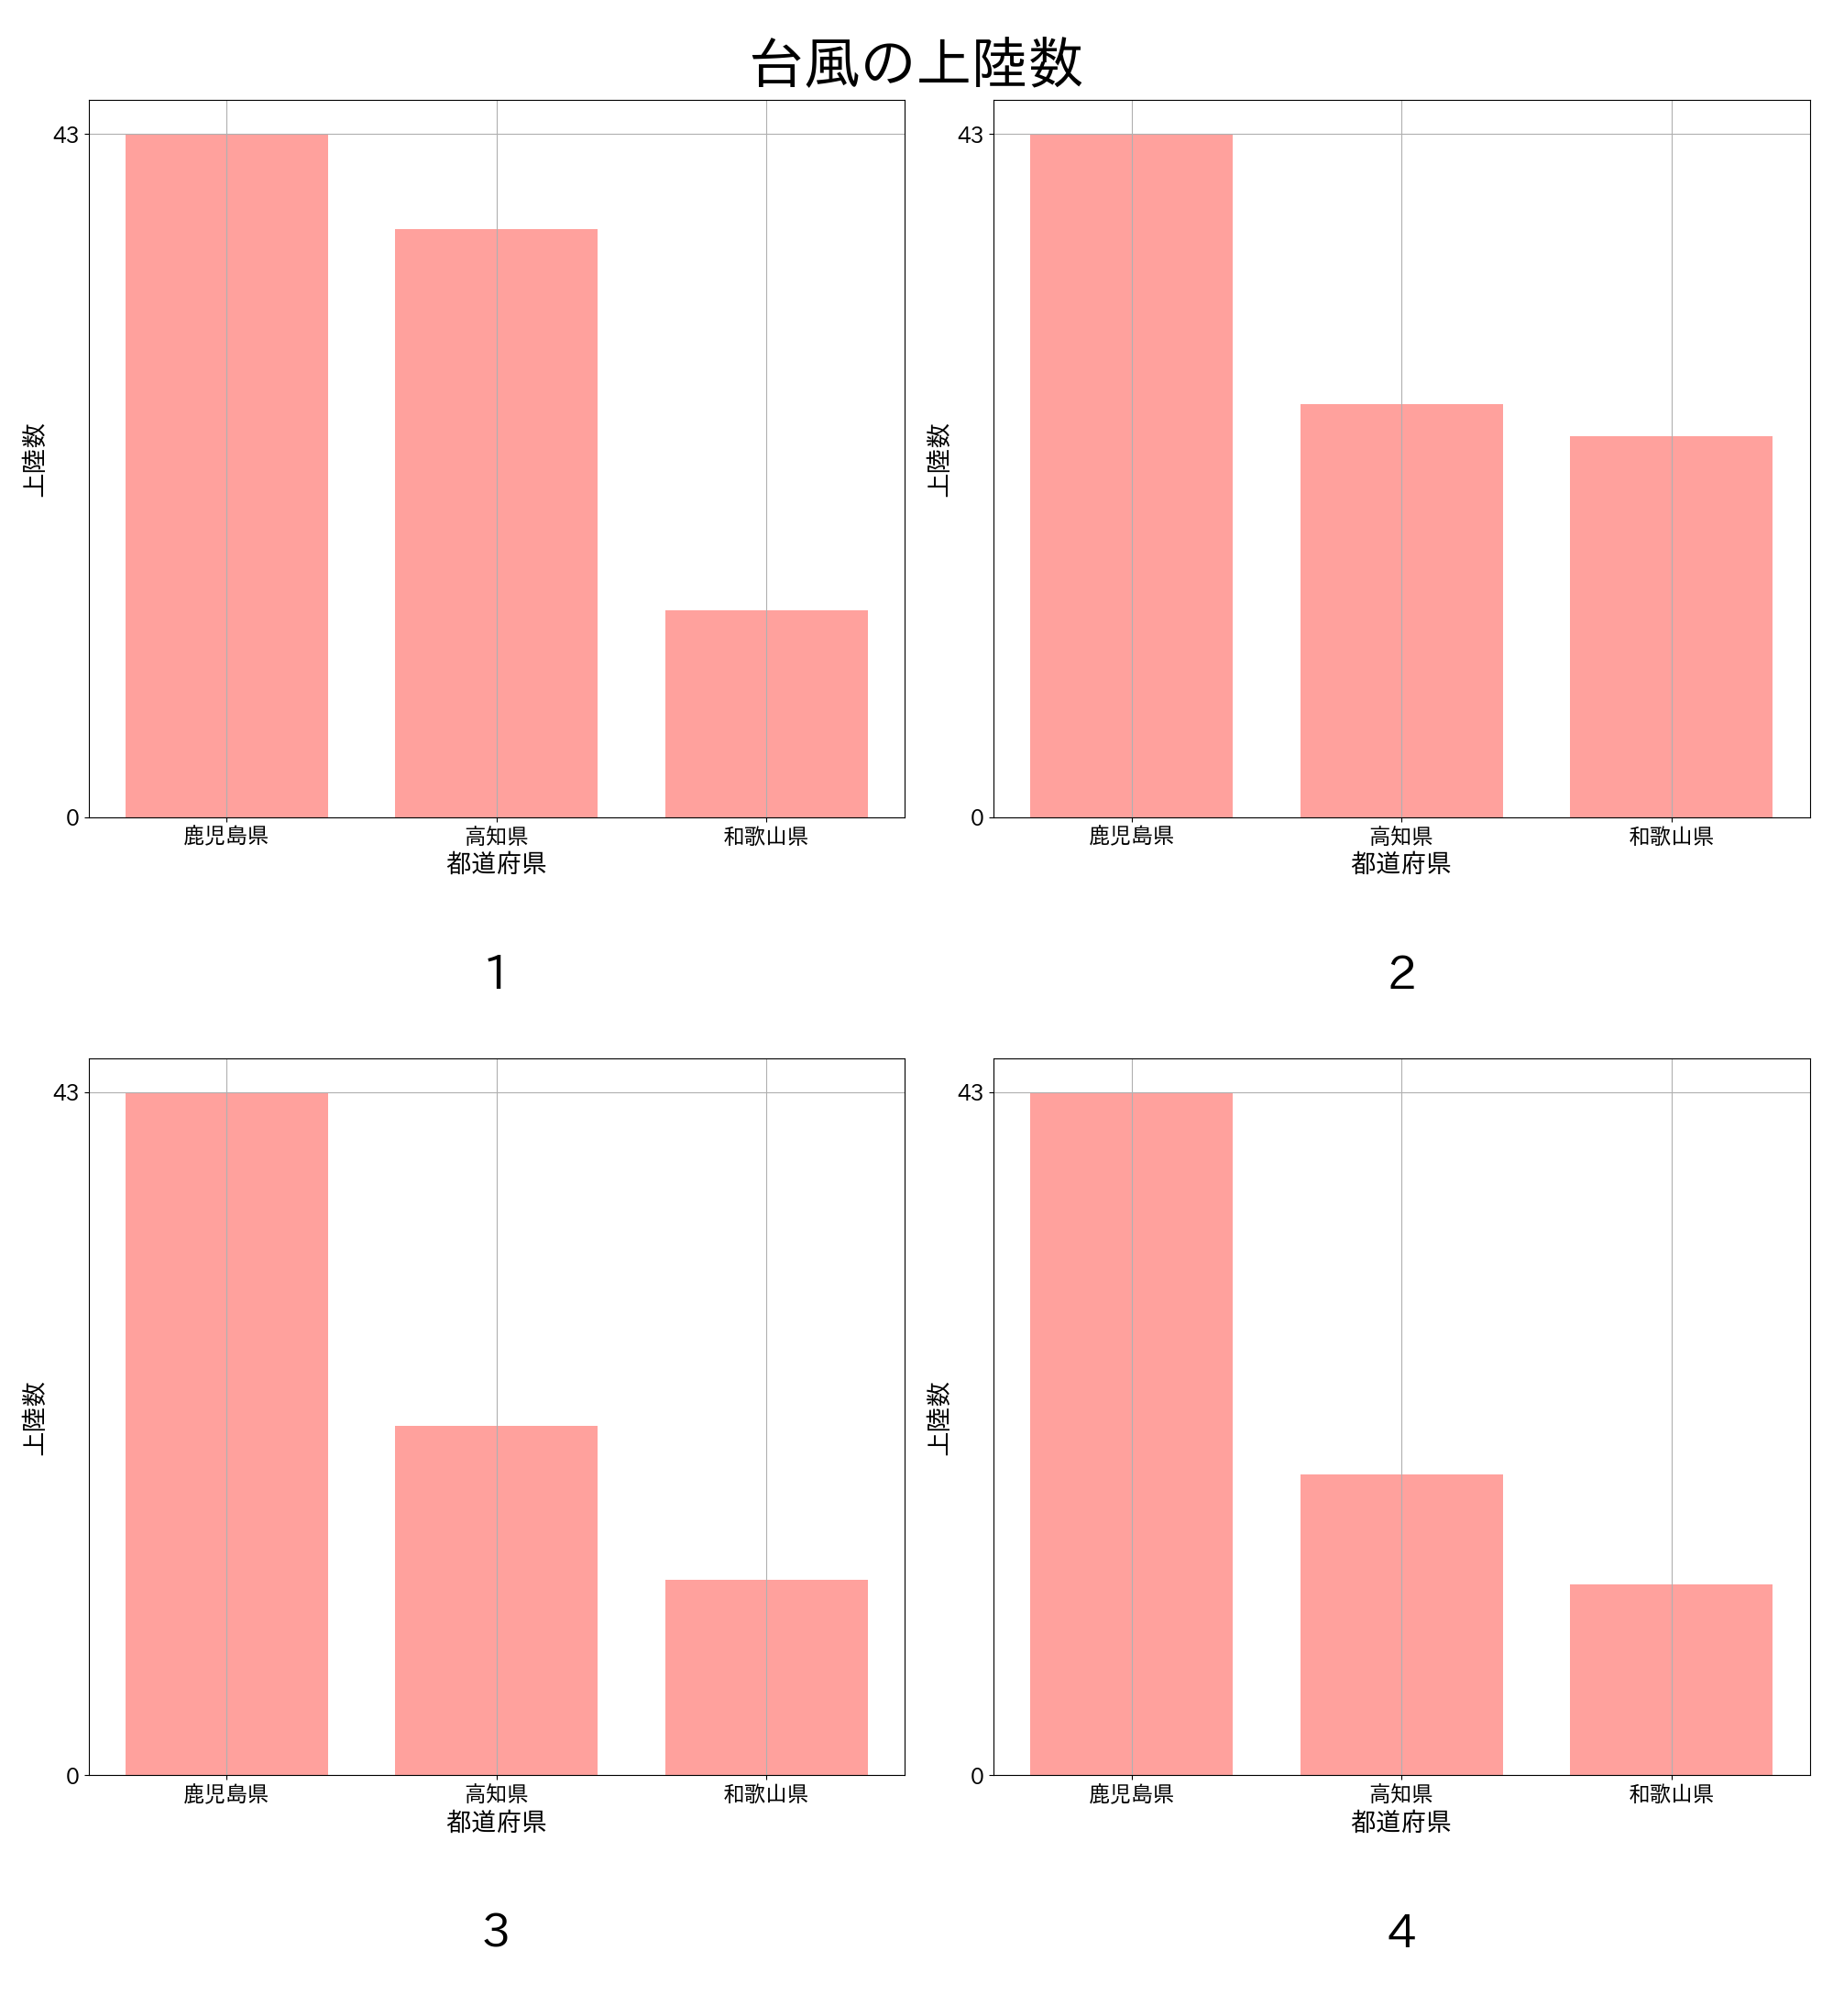 台風の上陸数
43
0
上陸数
鹿児島県 高知県 和歌山県
都道府県
1
43
0
上陸数
鹿児島県 高知県 和歌山県
都道府県
2
43
0
上陸数
鹿児島県 高知県 和歌山県
都道府県
3
43
0
上陸数
鹿児島県 高知県 和歌山県
都道府県
4